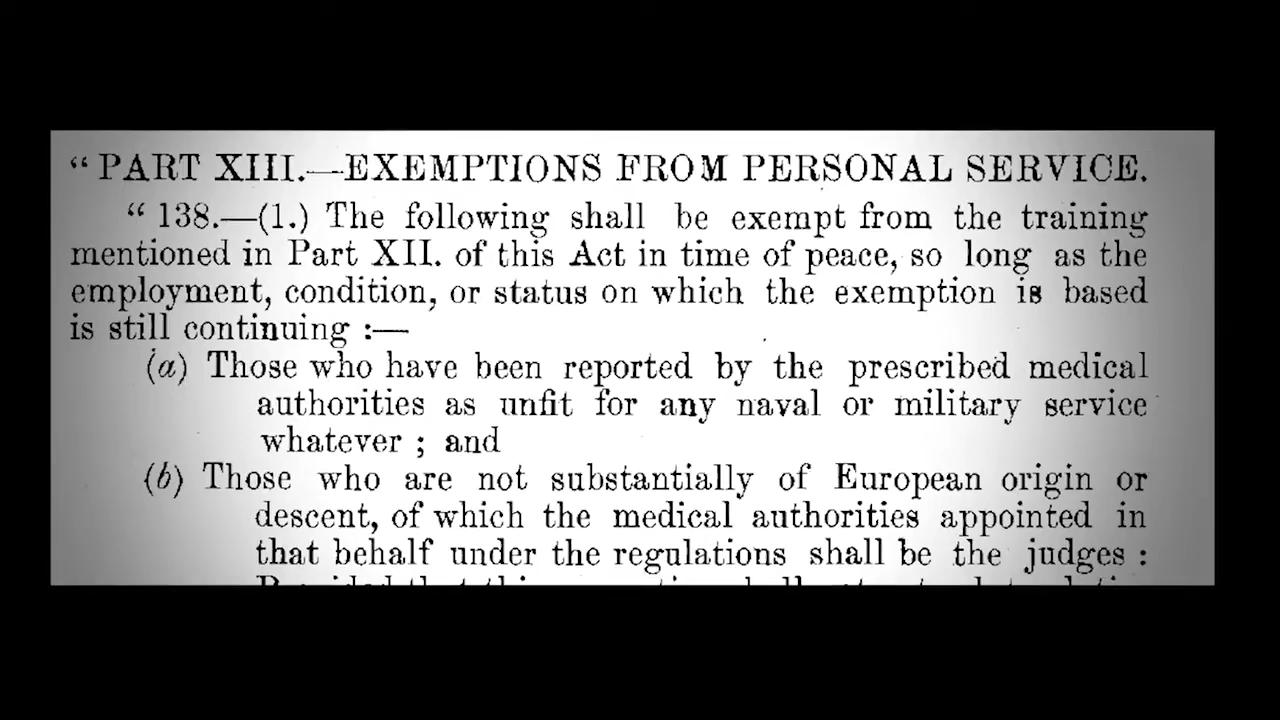 “ PART XIII.—EXEMPTIONS FROM PERSONAL SERVICE.
“ 138.—(1.) The following shall be exempt from the training
mentioned in Part XII. of this Act in time of peace, so long as the
employment, condition, or status on which the exemption is based
is still continuing :—
(a) Those who have been reported by the prescribed medical
authorities as unfit for any naval or military service
whatever ; and
(b) Those who are not substantially of European origin or
descent, of which the medical authorities appointed in
that behalf under the regulations shall be the judges :